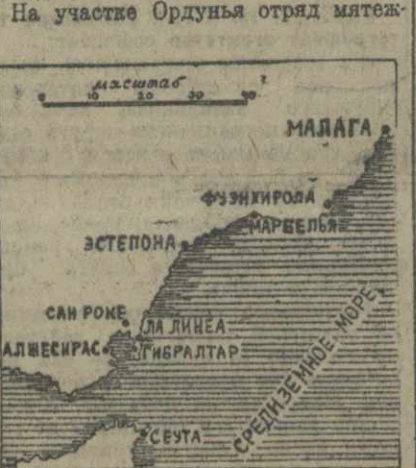 На участке Ордунья отряд мятеж-
масштаб
0 10 20 30
МАЛАГА
ФУЭНХИРОЛА
МАРБЕЛЬЯ
ЭСТЕПОНА
САН РОКЕ
ЛА ЛИНЕА
АЛЖЕСИРАС
ГИБРАЛТАР
СРЕДИЗЕМНОЕ МОРЕ
СЕУТА